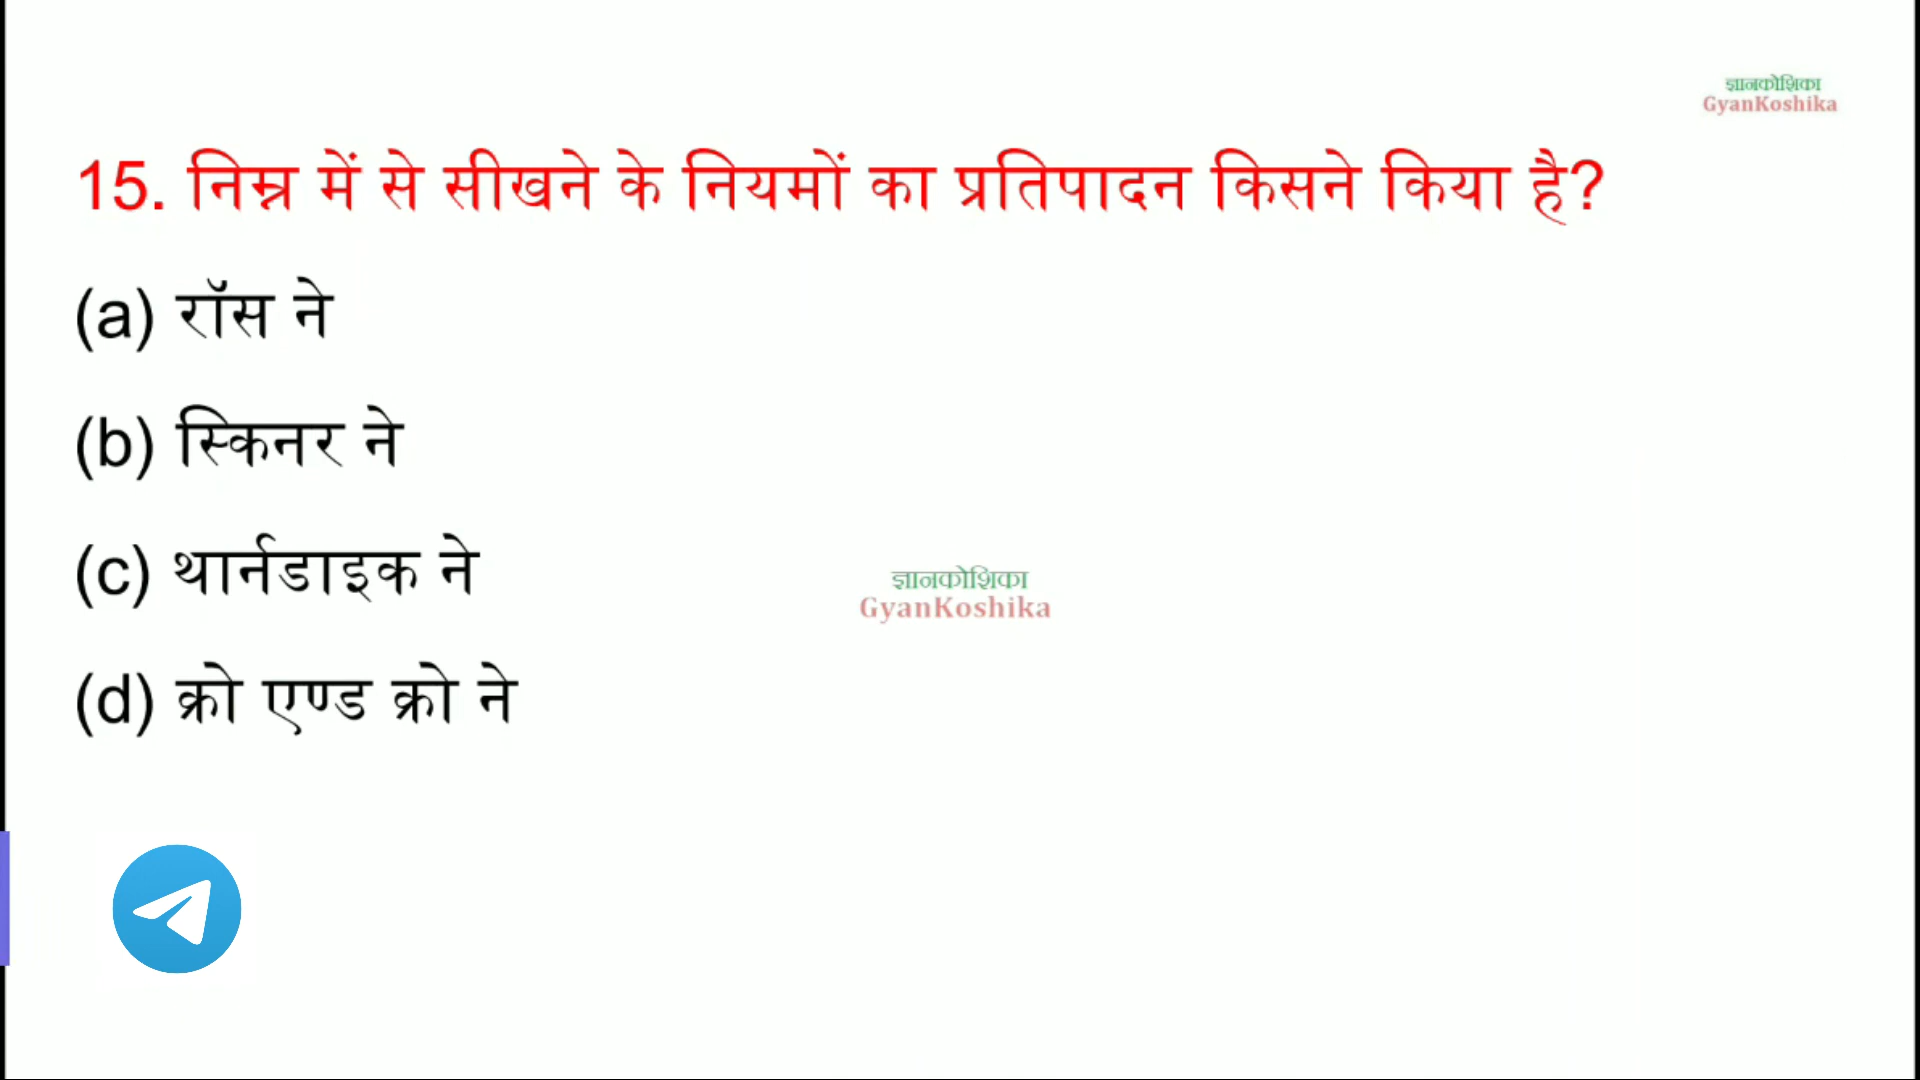 ज्ञानकोशिका
GyanKoshika
15. निम्न में से सीखने के नियमों का प्रतिपादन किसने किया है?
(a) रॉस ने
(b) स्किनर ने
(c) थार्नडाइक ने
ज्ञानकोशिका
GyanKoshika
(d) क्रो एण्ड क्रो ने